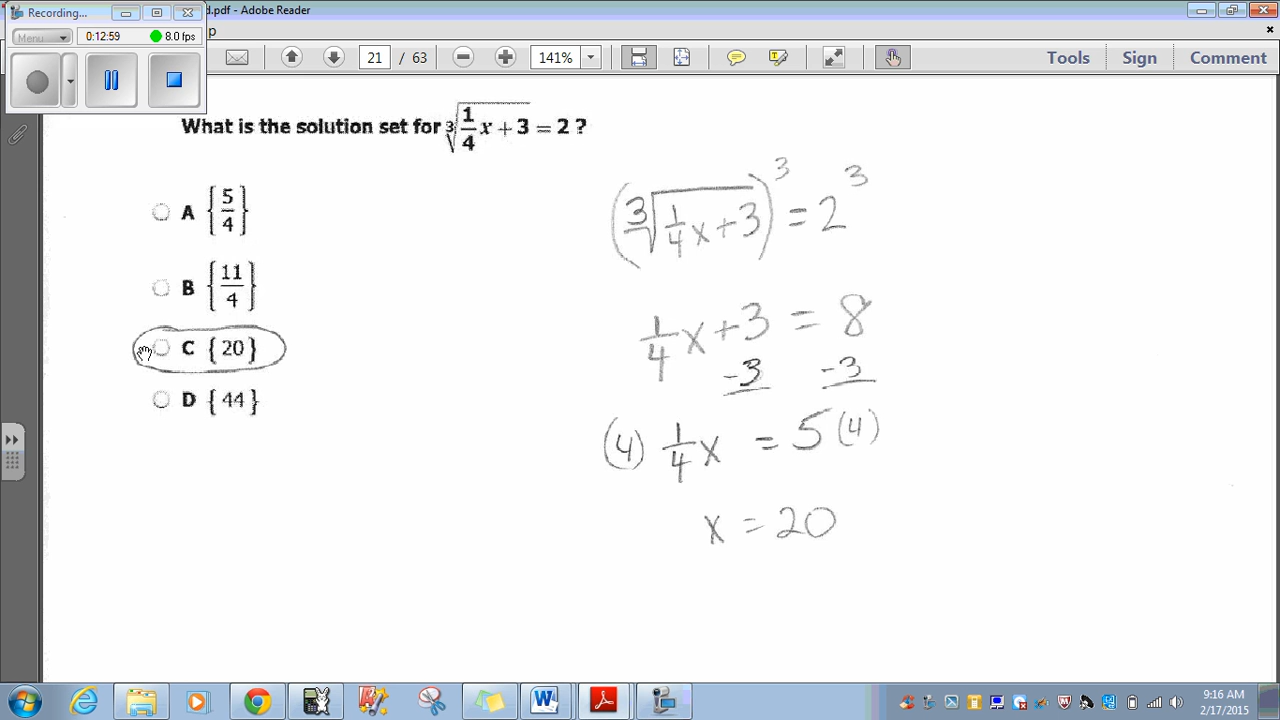 Recording...
d.pdf - Adobe Reader
Menu
0:12:59
8.0 fps
p
21 / 63
141%
Tools Sign Comment
What is the solution set for ∛(1/4 x + 3) = 2 ?
A {5/4}
B {11/4}
C {20}
D {44}
(∛(1/4 x + 3))³ = 2³
1/4 x + 3 = 8
-3 -3
(4) 1/4 x = 5 (4)
x = 20
9:16 AM
2/17/2015